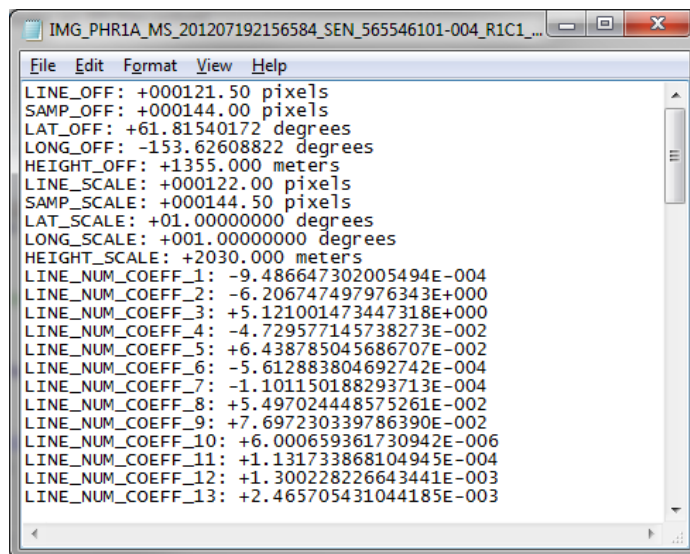 IMG_PHR1A_MS_201207192156584_SEN_565546101-004_R1C1_...
File Edit Format View Help
LINE_OFF: +000121.50 pixels
SAMP_OFF: +000144.00 pixels
LAT_OFF: +61.81540172 degrees
LONG_OFF: -153.62608822 degrees
HEIGHT_OFF: +1355.000 meters
LINE_SCALE: +000122.00 pixels
SAMP_SCALE: +000144.50 pixels
LAT_SCALE: +01.00000000 degrees
LONG_SCALE: +001.00000000 degrees
HEIGHT_SCALE: +2030.000 meters
LINE_NUM_COEFF_1: -9.486647302005494E-004
LINE_NUM_COEFF_2: -6.206747497976343E+000
LINE_NUM_COEFF_3: +5.121001473447318E+000
LINE_NUM_COEFF_4: -4.729577145738273E-002
LINE_NUM_COEFF_5: +6.438785045686707E-002
LINE_NUM_COEFF_6: -5.612883804692742E-004
LINE_NUM_COEFF_7: -1.101150188293713E-004
LINE_NUM_COEFF_8: +5.497024448575261E-002
LINE_NUM_COEFF_9: +7.697230339786390E-002
LINE_NUM_COEFF_10: +6.000659361730942E-006
LINE_NUM_COEFF_11: +1.131733868104945E-004
LINE_NUM_COEFF_12: +1.300228226643441E-003
LINE_NUM_COEFF_13: +2.465705431044185E-003